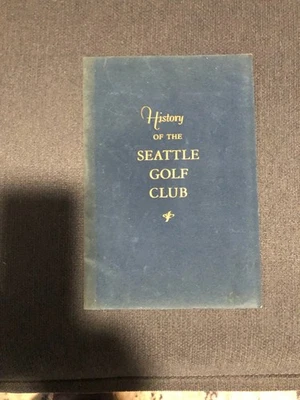 History
OF THE
SEATTLE
GOLF
CLUB